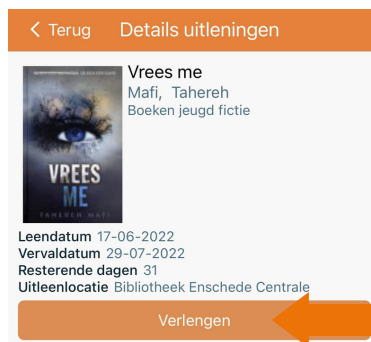 Terug Details uitleningen
Vrees me
Mafi, Tahereh
Boeken jeugd fictie
VREES
ME
TAHEREH MAFI
Leendatum 17-06-2022
Vervaldatum 29-07-2022
Resterende dagen 31
Uitleenlocatie Bibliotheek Enschede Centrale
Verlengen